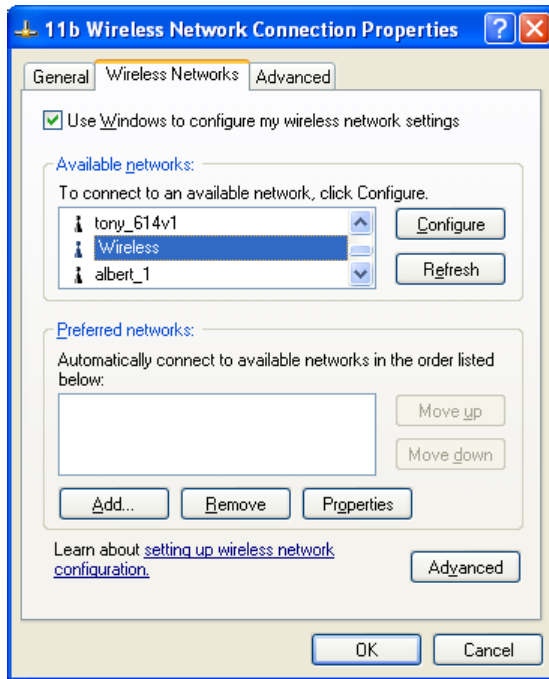 11b Wireless Network Connection Properties
General Wireless Networks Advanced
Use Windows to configure my wireless network settings
Available networks:
To connect to an available network, click Configure.
tony_614v1
Wireless
albert_1
Configure
Refresh
Preferred networks:
Automatically connect to available networks in the order listed
below:
Move up
Move down
Add... Remove Properties
Learn about setting up wireless network
configuration.
Advanced
OK Cancel